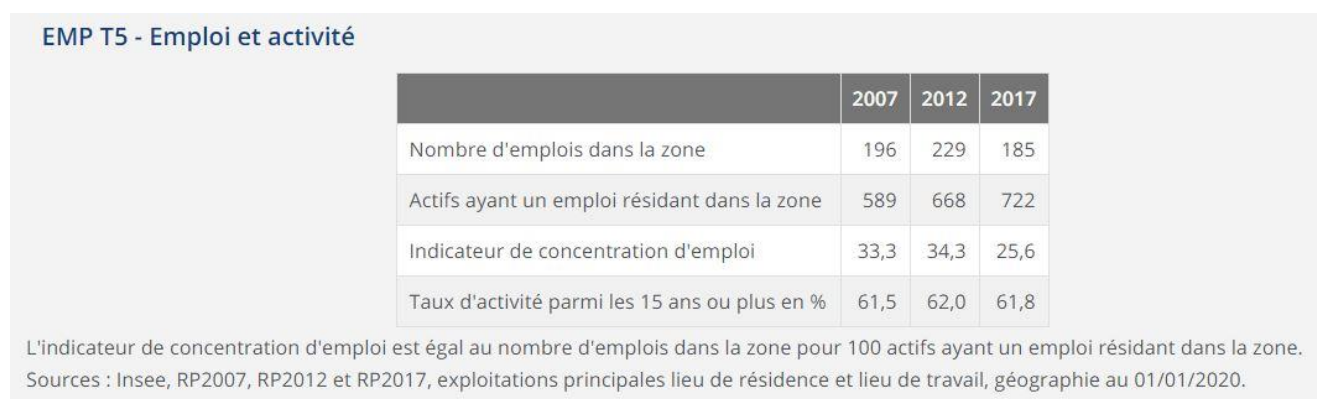 EMP T5 - Emploi et activité
2007 2012 2017
Nombre d'emplois dans la zone 196 229 185
Actifs ayant un emploi résidant dans la zone 589 668 722
Indicateur de concentration d'emploi 33,3 34,3 25,6
Taux d'activité parmi les 15 ans ou plus en % 61,5 62,0 61,8
L'indicateur de concentration d'emploi est égal au nombre d'emplois dans la zone pour 100 actifs ayant un emploi résidant dans la zone.
Sources : Insee, RP2007, RP2012 et RP2017, exploitations principales lieu de résidence et lieu de travail, géographie au 01/01/2020.